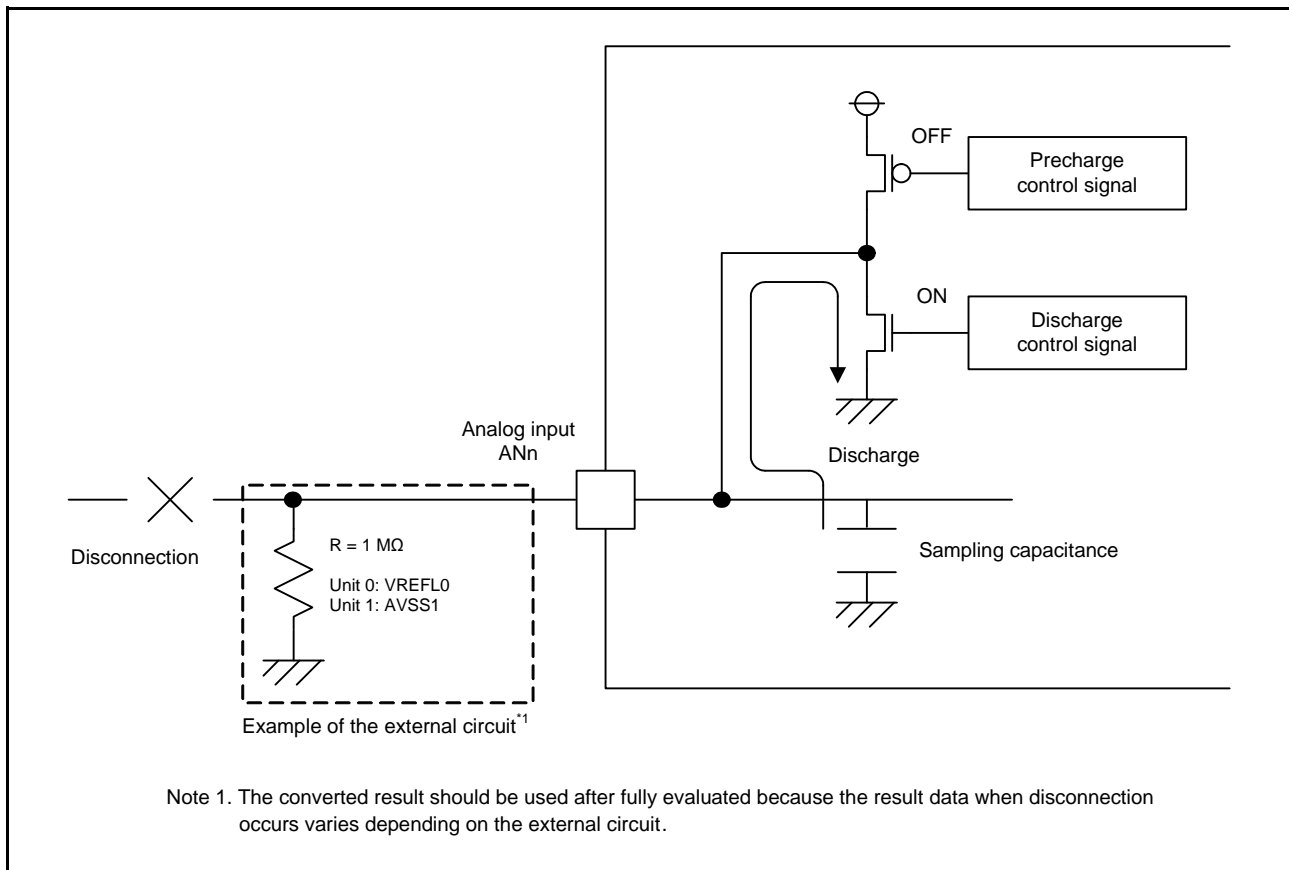 OFF
Precharge
control signal
ON
Discharge
control signal
Analog input
ANn
Discharge
Disconnection
R = 1 MΩ
Unit 0: VREFL0
Unit 1: AVSS1
Sampling capacitance
Example of the external circuit*1
Note 1. The converted result should be used after fully evaluated because the result data when disconnection
occurs varies depending on the external circuit.